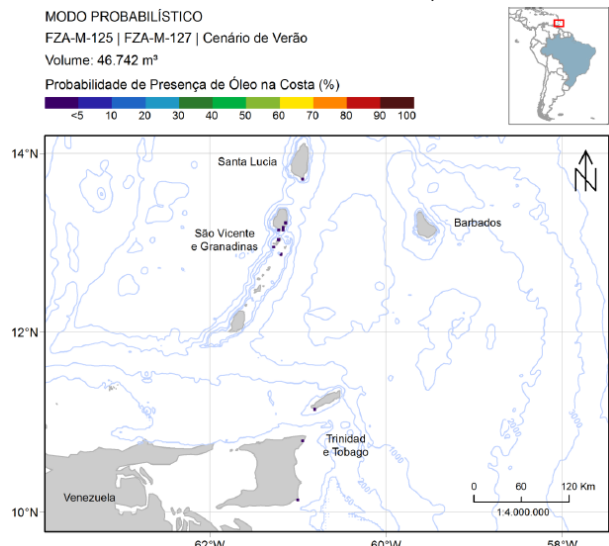 MODO PROBABILÍSTICO
FZA-M-125 | FZA-M-127 | Cenário de Verão
Volume: 46.742 m³
Probabilidade de Presença de Óleo na Costa (%)
<5 10 20 30 40 50 60 70 80 90 100
14°N
Santa Lucia
N
São Vicente
e Granadinas
Barbados
12°N
Trinidad
e Tobago
Venezuela
0 60 120 Km
1:4.000.000
10°N
62°W 60°W 58°W